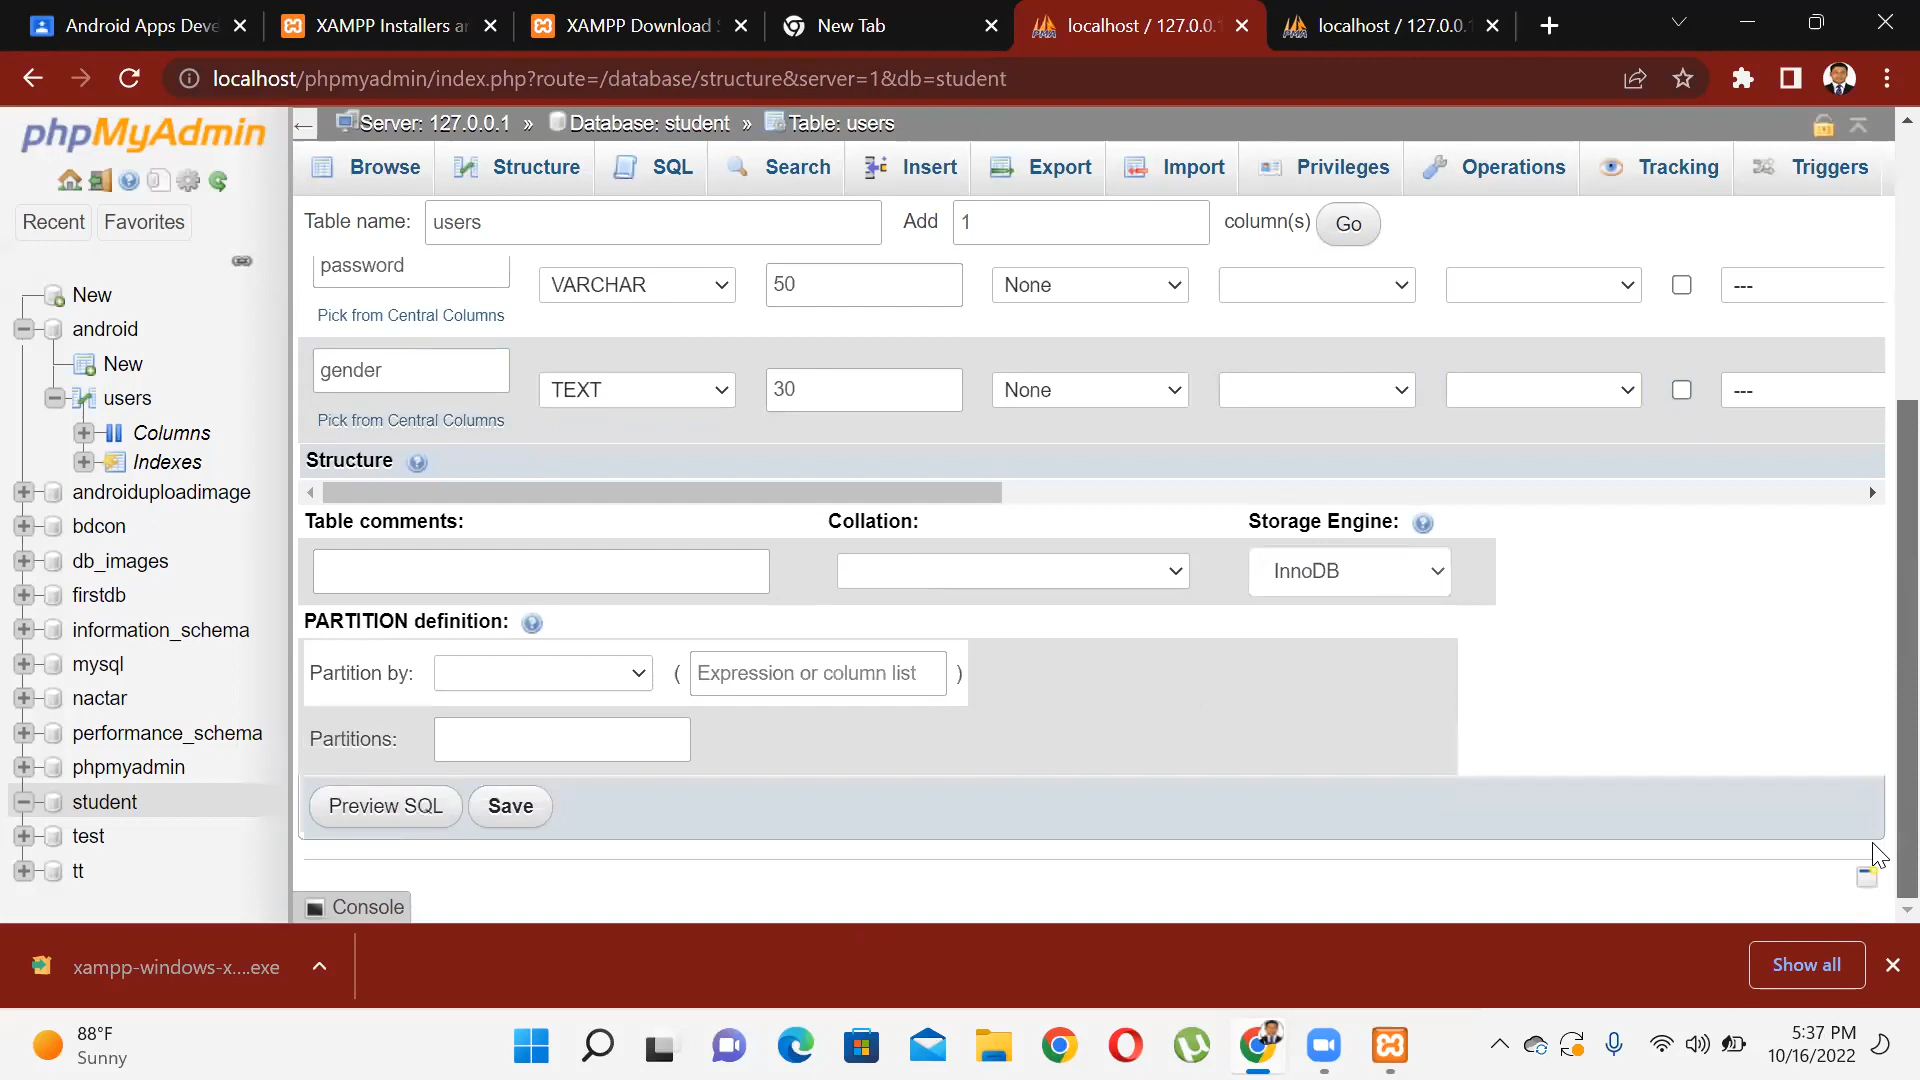 Android Apps Deve
XAMPP Installers ar
XAMPP Download S
New Tab
localhost / 127.0.0.1
localhost / 127.0.0.1
localhost/phpmyadmin/index.php?route=/database/structure&server=1&db=student
phpMyAdmin
Server: 127.0.0.1 » Database: student » Table: users
Browse Structure SQL Search Insert Export Import Privileges Operations Tracking Triggers
Recent Favorites
Table name: users Add 1 column(s) Go
password VARCHAR 50 None ---
Pick from Central Columns
gender TEXT 30 None ---
Pick from Central Columns
Structure
Table comments: Collation: Storage Engine:
InnoDB
PARTITION definition:
Partition by: ( Expression or column list )
Partitions:
Preview SQL Save
Console
New
android
New
users
Columns
Indexes
androiduploadimage
bdcon
db_images
firstdb
information_schema
mysql
nactar
performance_schema
phpmyadmin
student
test
tt
xampp-windows-x....exe
Show all
88°F
Sunny
5:37 PM
10/16/2022